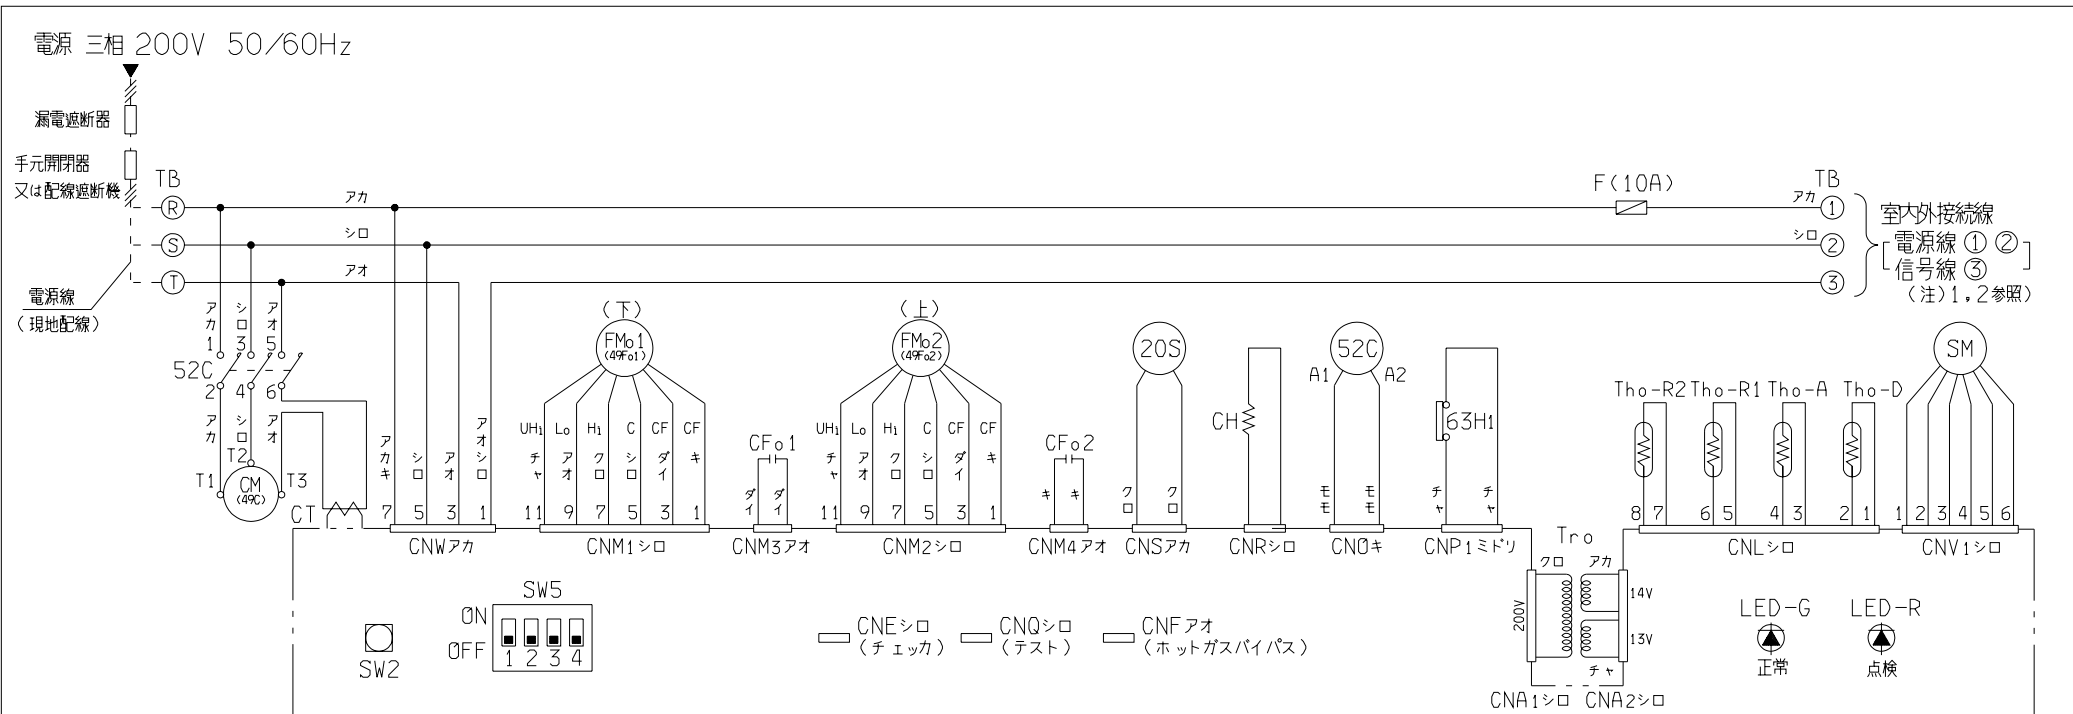 電源 三相 200V 50/60Hz
漏電遮断器
手元開閉器
又は配線遮断機
TB
R
S
T
アカ
シロ
アオ
電源線
(現地配線)
F(10A)
TB
アカ 1
シロ 2
3
室内外接続線
電源線 ① ②
信号線 ③
(注)1，2参照)
アカ シロ アオ
1 3 5
52C
2 4 6
アカ シロ アオ
T1 T2 T3
CM
(49C)
CT
アカキ シロ アオ アオシロ
7 5 3 1
CNWアカ
(下)
FMo1
(49Fo1)
UHi Lo Hi C CF CF
チャ アオ クロ シロ ダイ キ
11 9 7 5 3 1
CNM1シロ
CFo1
ダイ ダイ
CNM3アオ
(上)
FMo2
(49Fo2)
UHi Lo Hi C CF CF
チャ アオ クロ シロ ダイ キ
11 9 7 5 3 1
CNM2シロ
CFo2
キ キ
CNM4アオ
20S
クロ クロ
CNSアカ
CH
CNRシロ
52C
A1 A2
モモ モモ
CNOキ
63H1
チャ チャ
CNP1ミドリ
Tho-R2 Tho-R1 Tho-A Tho-D
8 7 6 5 4 3 2 1
CNLシロ
SM
1 2 3 4 5 6
CNV1シロ
Tro
クロ アカ
200V
14V
13V
チャ
CNA1シロ CNA2シロ
SW2
SW5
ON
OFF
1 2 3 4
CNEシロ
(チェッカ)
CNQシロ
(テスト)
CNFアオ
(ホットガスバイパス)
LED-G
正常
LED-R
点検